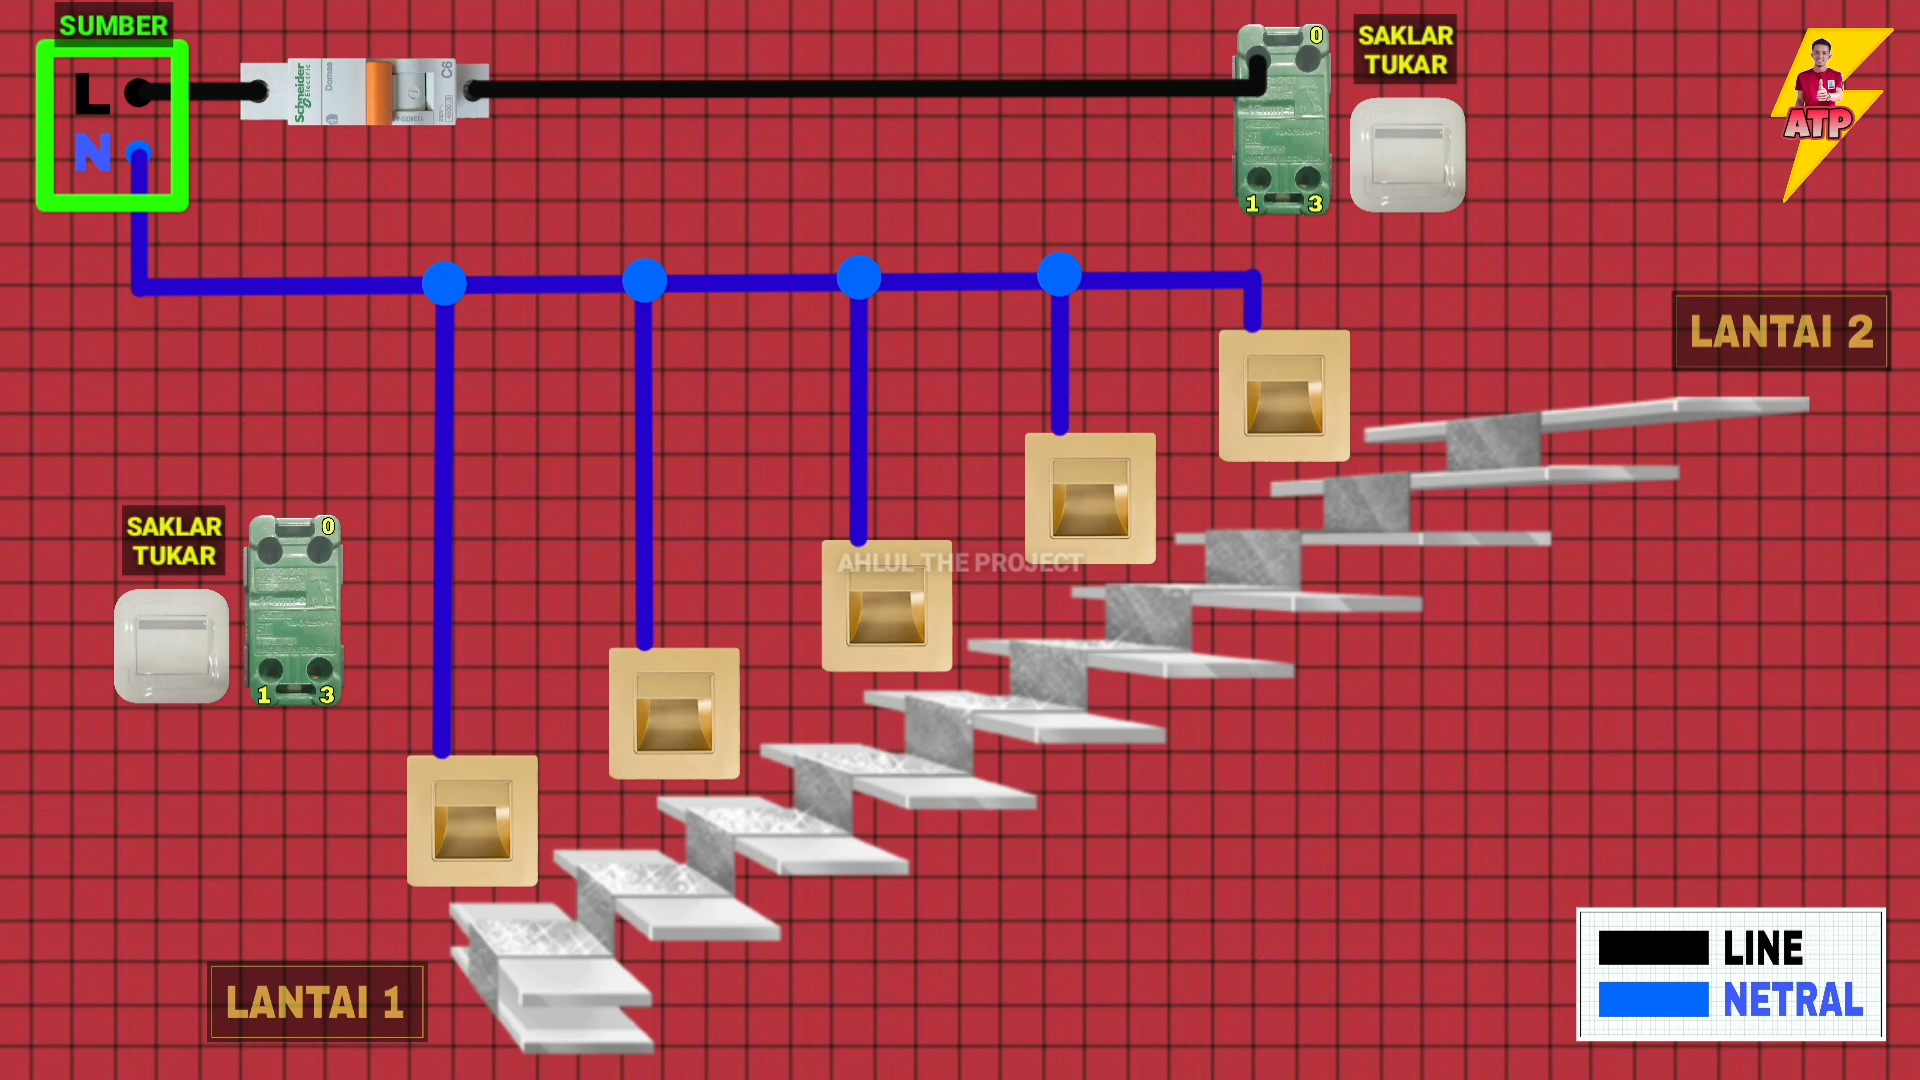 SUMBER
L
N
Schneider
Electric
Domae
C6
0
1
3
SAKLAR
TUKAR
ATP
LANTAI 2
SAKLAR
TUKAR
0
1
3
AHLUL THE PROJECT
LANTAI 1
LINE
NETRAL